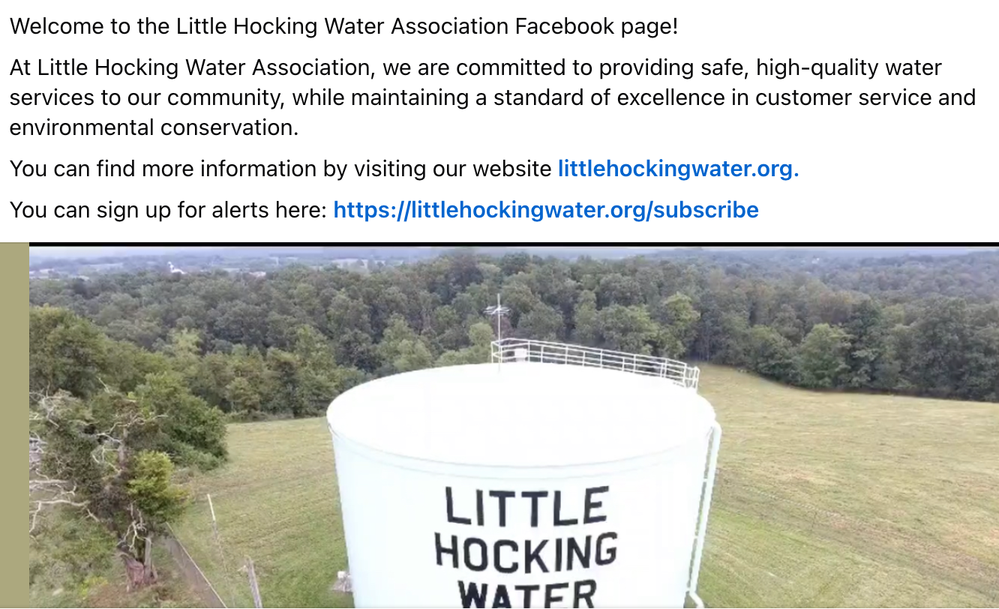 Welcome to the Little Hocking Water Association Facebook page!
At Little Hocking Water Association, we are committed to providing safe, high-quality water
services to our community, while maintaining a standard of excellence in customer service and
environmental conservation.
You can find more information by visiting our website littlehockingwater.org.
You can sign up for alerts here: https://littlehockingwater.org/subscribe
LITTLE
HOCKING
WATER